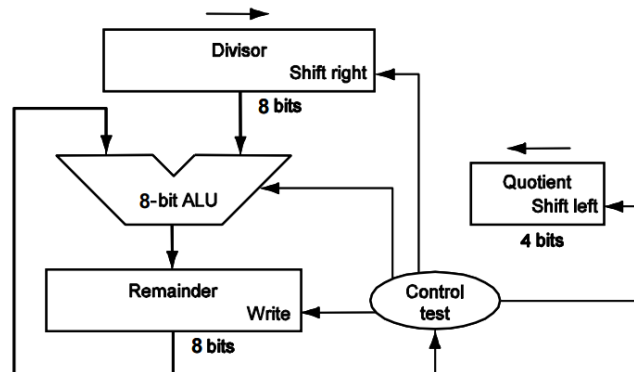 Divisor
Shift right
8 bits
8-bit ALU
Quotient
Shift left
4 bits
Remainder
Write
8 bits
Control
test